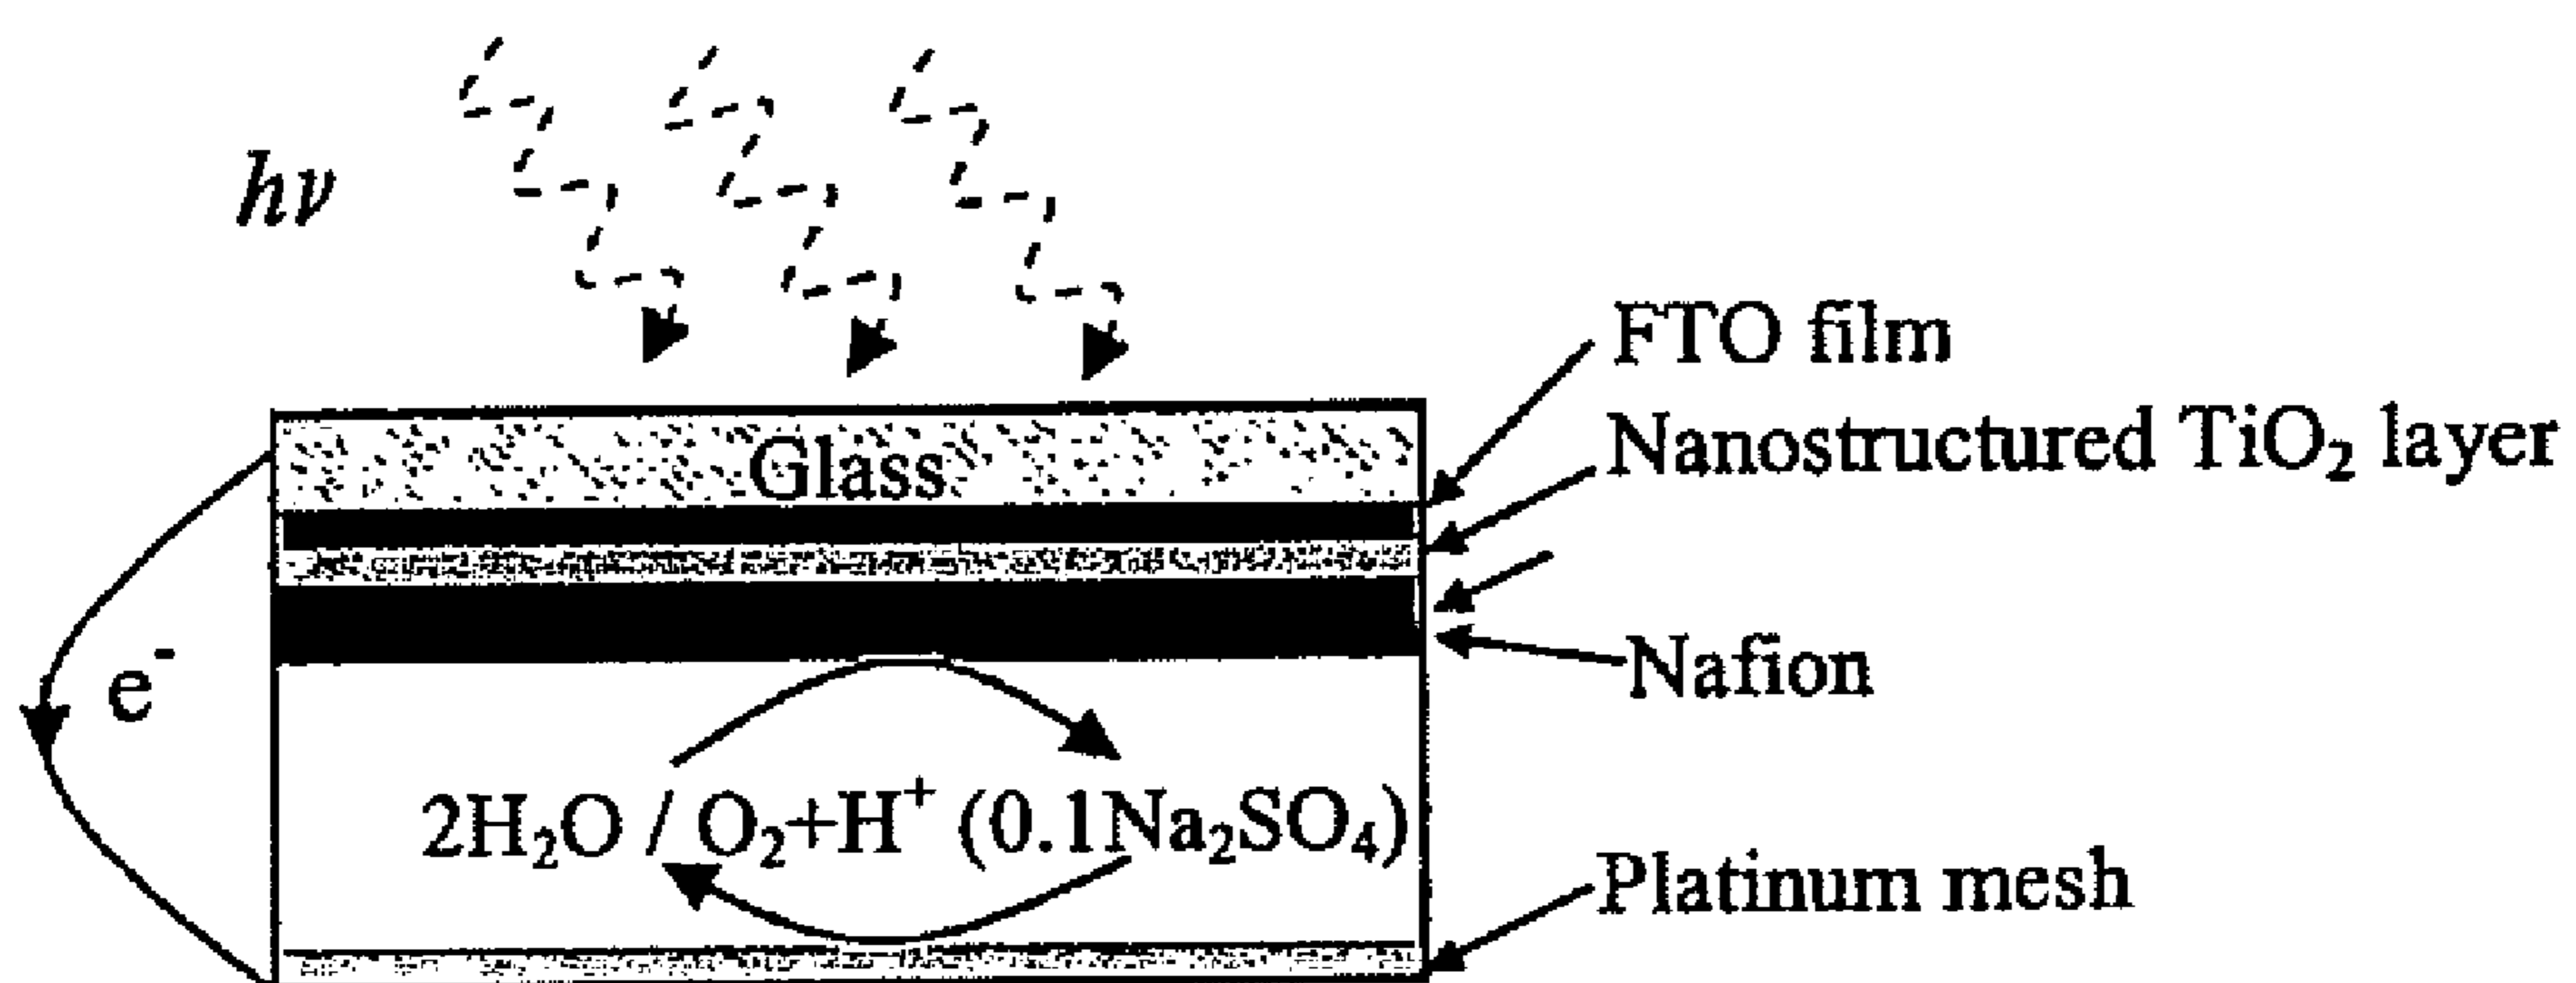 hν
FTO film
Nanostructured TiO₂ layer
Glass
Nafion
e⁻
2H₂O / O₂+H⁺ (0.1Na₂SO₄)
Platinum mesh